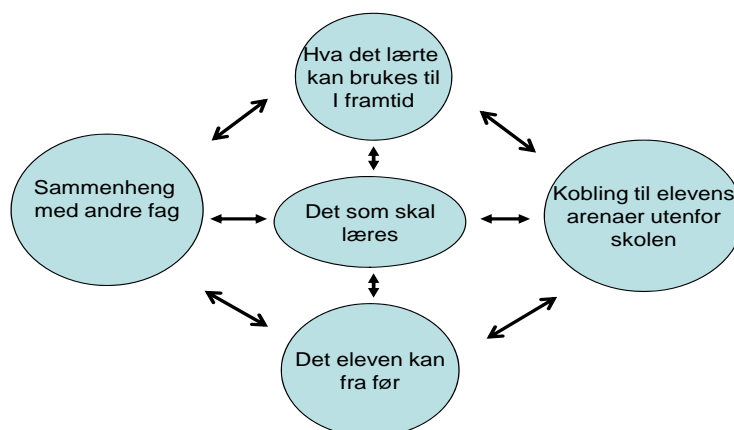 Hva det lærte
kan brukes til
I framtid
Sammenheng
med andre fag
Det som skal
læres
Kobling til elevens
arenaer utenfor
skolen
Det eleven kan
fra før